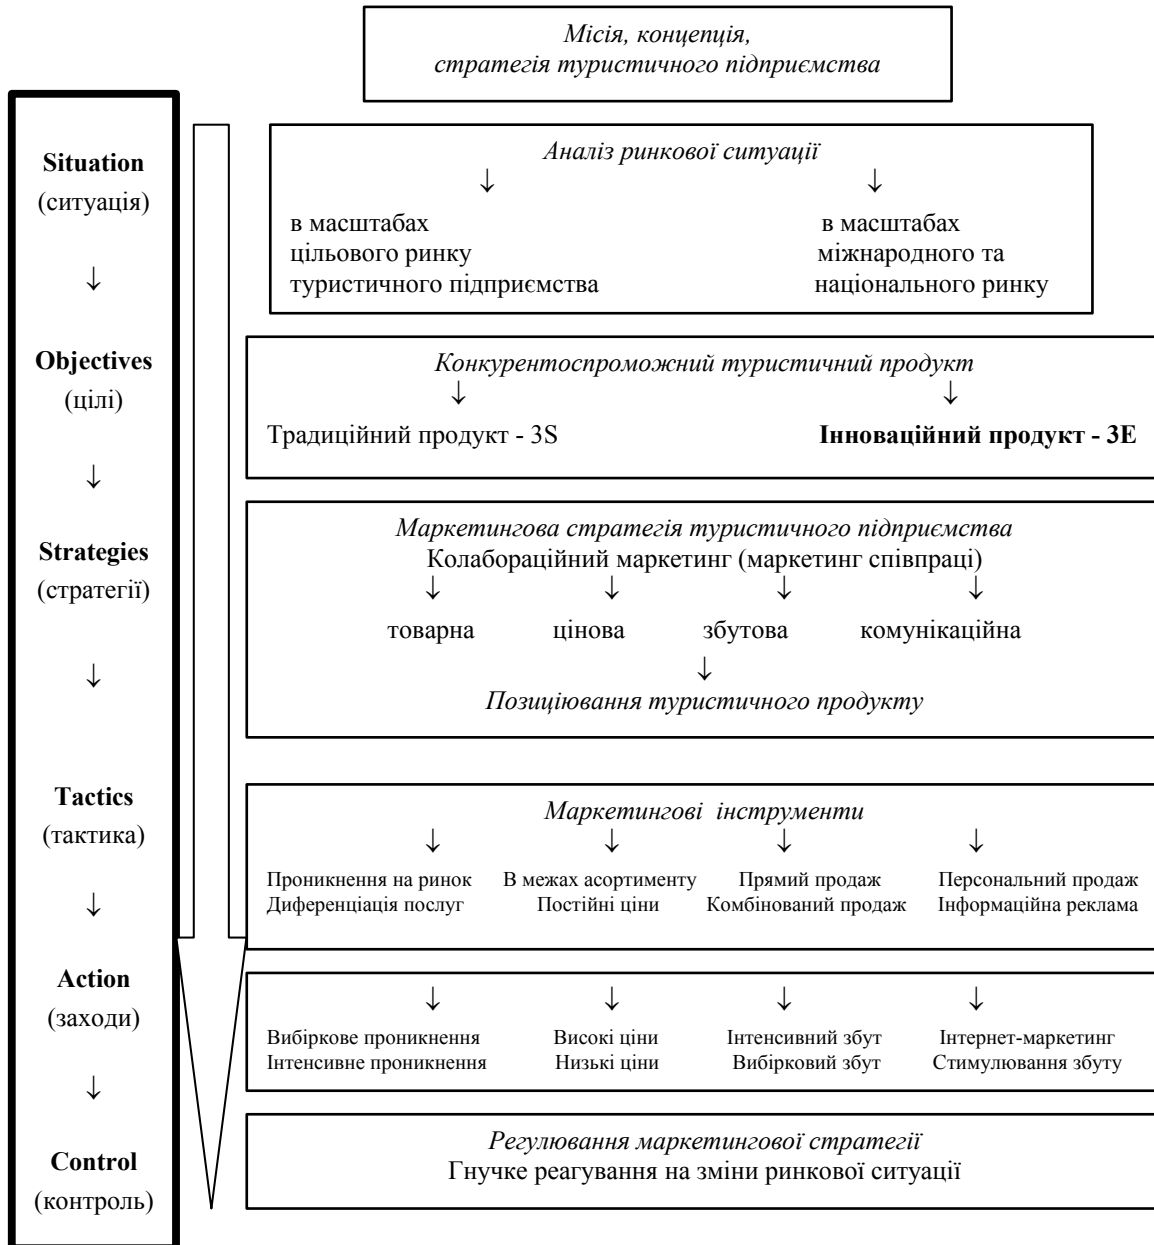 Місія, концепція,
стратегія туристичного підприємства
Situation
(ситуація)
↓
Objectives
(цілі)
↓
Strategies
(стратегії)
↓
Tactics
(тактика)
↓
Action
(заходи)
↓
Control
(контроль)
Аналіз ринкової ситуації
↓ ↓
в масштабах в масштабах
цільового ринку міжнародного та
туристичного підприємства національного ринку
Конкурентоспроможний туристичний продукт
↓ ↓
Традиційний продукт - 3S Інноваційний продукт - 3E
Маркетингова стратегія туристичного підприємства
Колабораційний маркетинг (маркетинг співпраці)
↓ ↓ ↓ ↓
товарна цінова збутова комунікаційна
↓
Позиціювання туристичного продукту
Маркетингові інструменти
↓ ↓ ↓ ↓
Проникнення на ринок В межах асортименту Прямий продаж Персональний продаж
Диференціація послуг Постійні ціни Комбінований продаж Інформаційна реклама
↓ ↓ ↓ ↓
Вибіркове проникнення Високі ціни Інтенсивний збут Інтернет-маркетинг
Інтенсивне проникнення Низькі ціни Вибірковий збут Стимулювання збуту
Регулювання маркетингової стратегії
Гнучке реагування на зміни ринкової ситуації